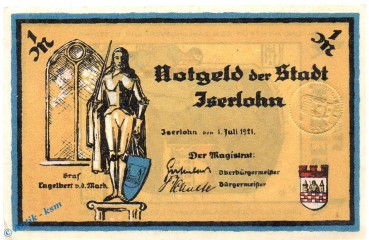 1 M
1 M
Notgeld der Stadt
Iserlohn
Iserlohn den 1. Juli 1921.
Der Magistrat:
Oberbürgermeister
Bürgermeister
Graf
Engelbert v. d. Mark.